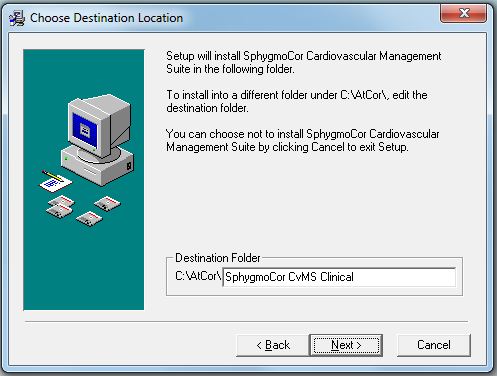 Choose Destination Location
Setup will install SphygmoCor Cardiovascular Management
Suite in the following folder.
To install into a different folder under C:\AtCor\, edit the
destination folder.
You can choose not to install SphygmoCor Cardiovascular
Management Suite by clicking Cancel to exit Setup.
Destination Folder
C:\AtCor\ SphygmoCor CvMS Clinical
< Back Next > Cancel